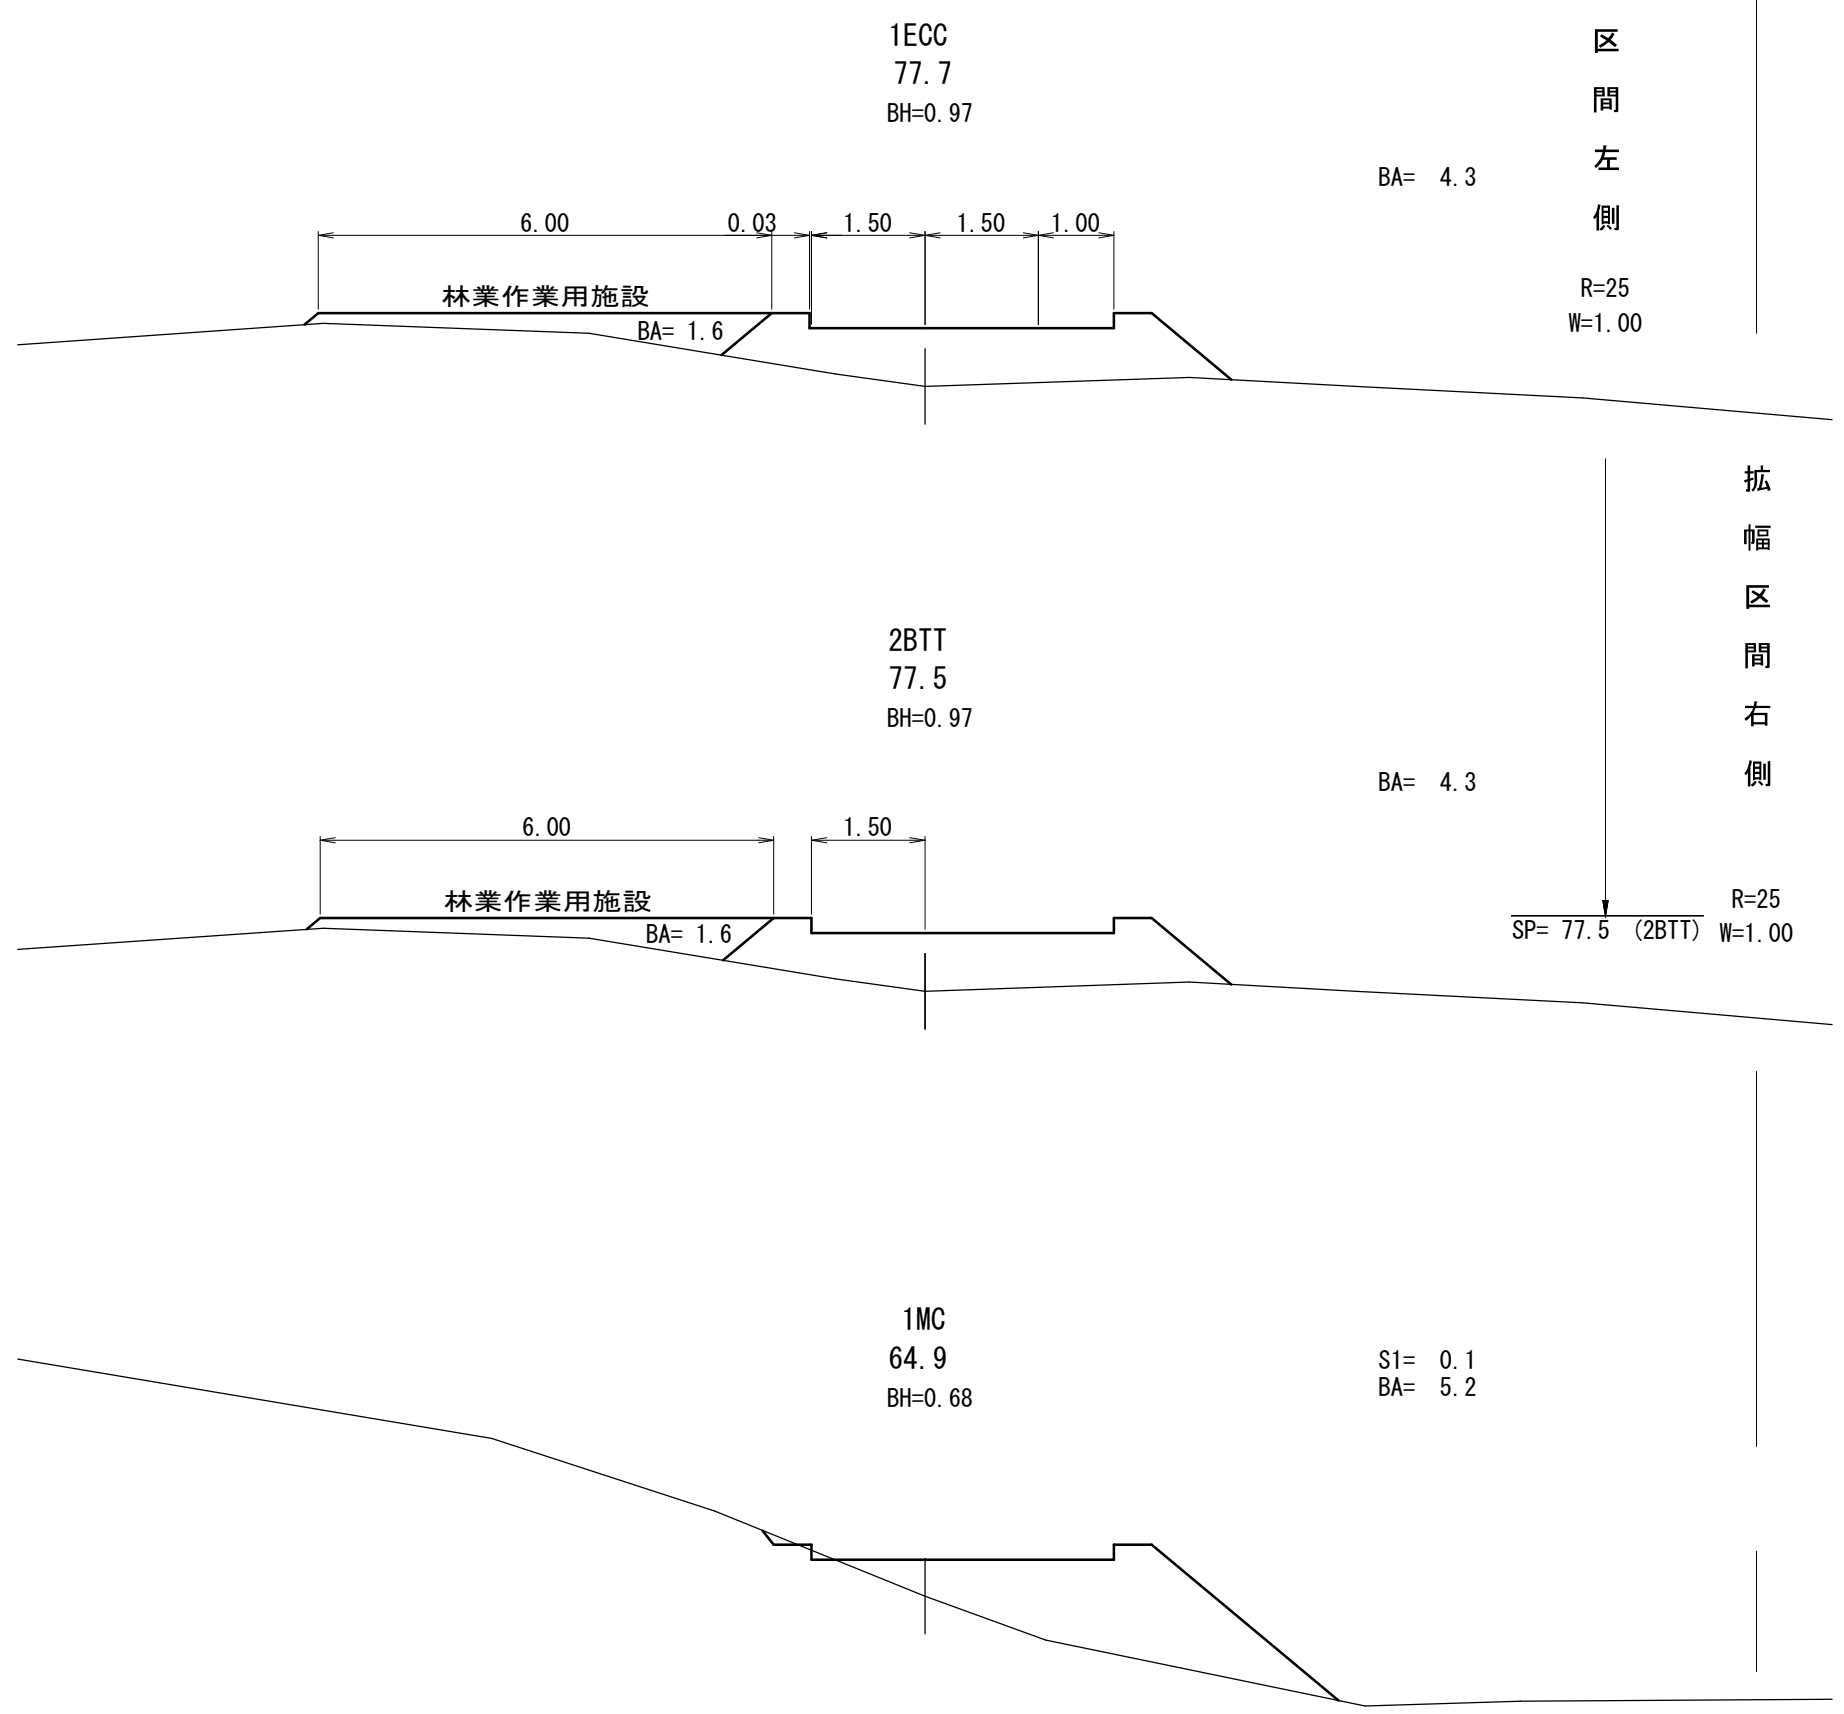 1ECC
77.7
BH=0.97
BA= 4.3
区間左側
R=25
W=1.00
6.00 0.03 1.50 1.50 1.00
林業作業用施設
BA= 1.6
拡幅区間右側
2BTT
77.5
BH=0.97
BA= 4.3
6.00 1.50
林業作業用施設
BA= 1.6
SP= 77.5 (2BTT)
R=25
W=1.00
1MC
64.9
BH=0.68
S1= 0.1
BA= 5.2